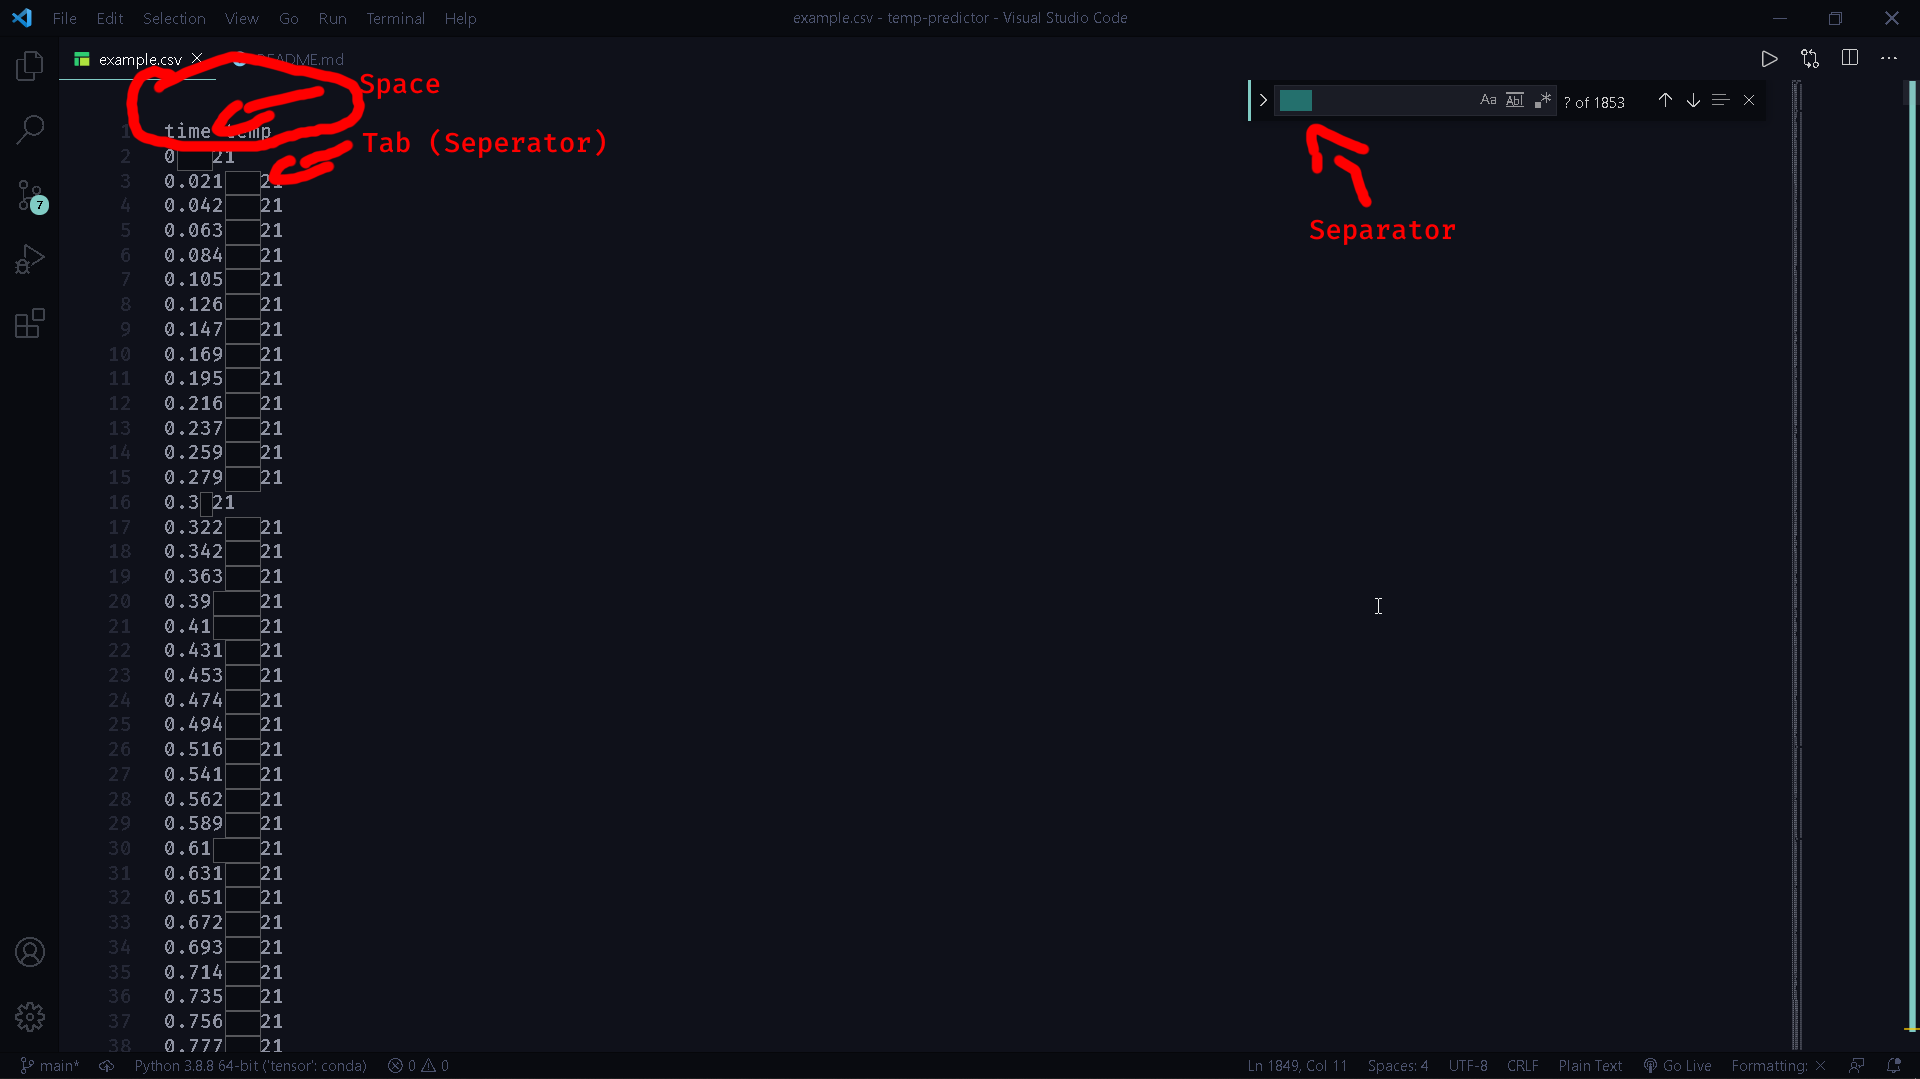 File Edit Selection View Go Run Terminal Help
example.csv - temp-predictor - Visual Studio Code
example.csv README.md
Space
Aa Abl .* ? of 1853
Tab (Seperator)
Separator
1 time temp
2 0 21
3 0.021 21
4 0.042 21
5 0.063 21
6 0.084 21
7 0.105 21
8 0.126 21
9 0.147 21
10 0.169 21
11 0.195 21
12 0.216 21
13 0.237 21
14 0.259 21
15 0.279 21
16 0.3 21
17 0.322 21
18 0.342 21
19 0.363 21
20 0.39 21
21 0.41 21
22 0.431 21
23 0.453 21
24 0.474 21
25 0.494 21
26 0.516 21
27 0.541 21
28 0.562 21
29 0.589 21
30 0.61 21
31 0.631 21
32 0.651 21
33 0.672 21
34 0.693 21
35 0.714 21
36 0.735 21
37 0.756 21
38 0.777 21
7
main* Python 3.8.8 64-bit ('tensor': conda) 0 0 Ln 1849, Col 11 Spaces: 4 UTF-8 CRLF Plain Text Go Live Formatting: ×